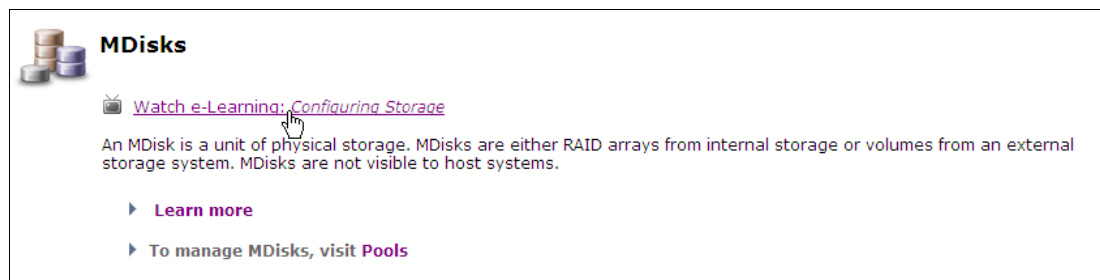 MDisks
Watch e-Learning: Configuring Storage
An MDisk is a unit of physical storage. MDisks are either RAID arrays from internal storage or volumes from an external
storage system. MDisks are not visible to host systems.
Learn more
To manage MDisks, visit Pools